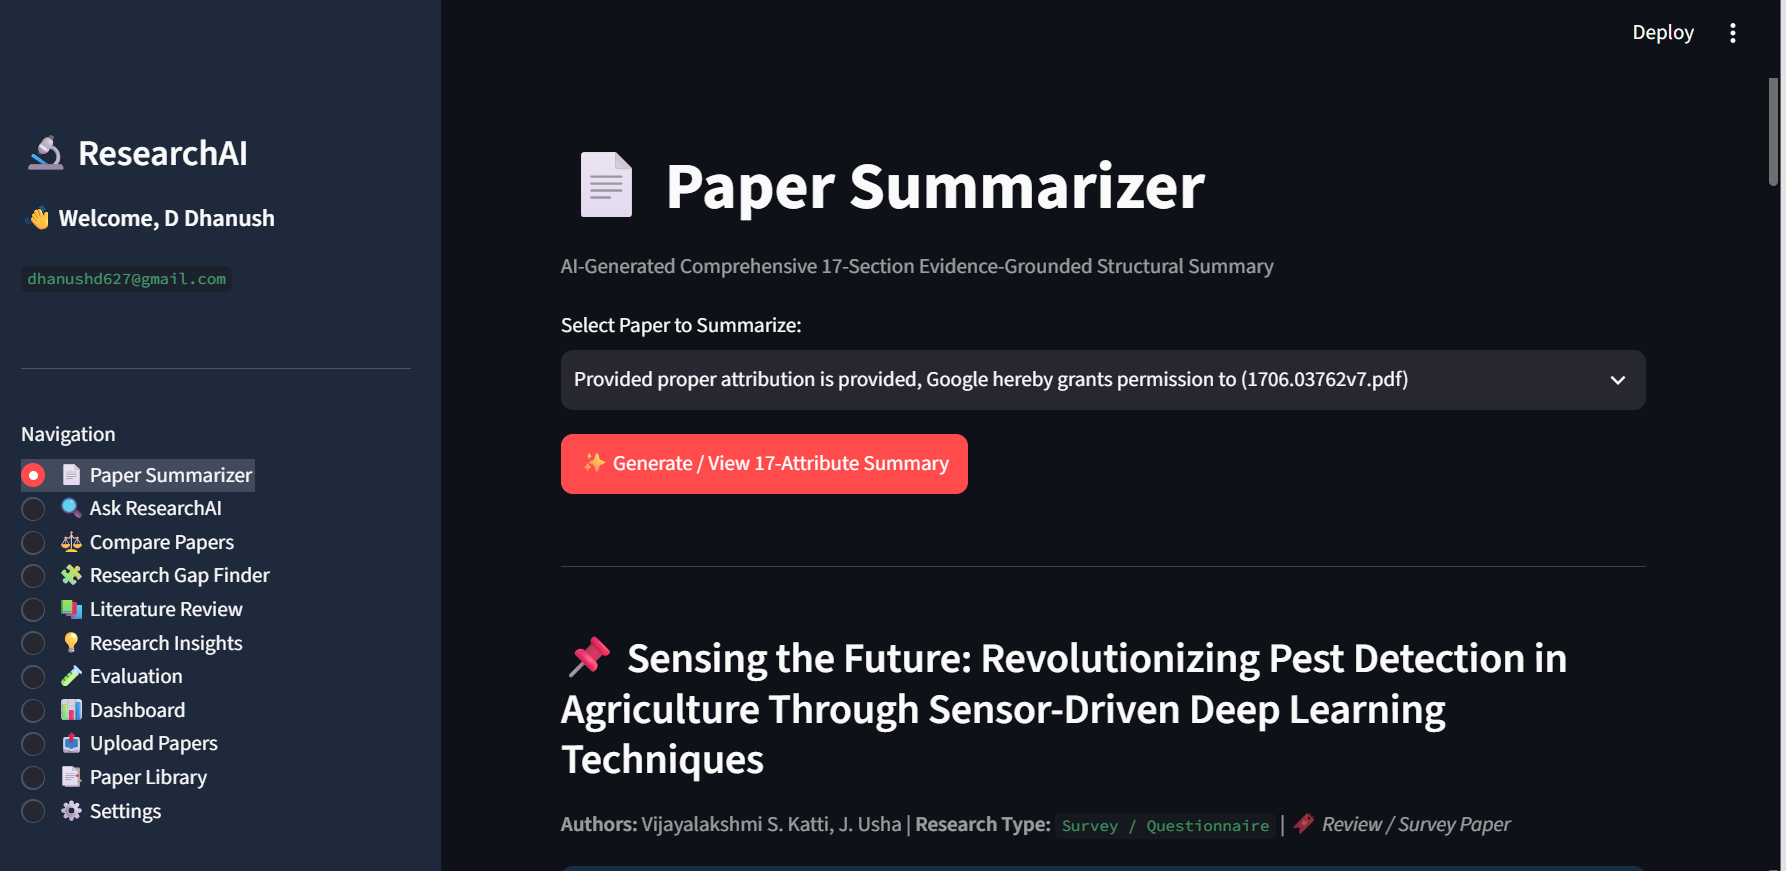 ResearchAI
Welcome, D Dhanush
dhanushd627@gmail.com
Navigation
Paper Summarizer
Ask ResearchAI
Compare Papers
Research Gap Finder
Literature Review
Research Insights
Evaluation
Dashboard
Upload Papers
Paper Library
Settings
Deploy
Paper Summarizer
AI-Generated Comprehensive 17-Section Evidence-Grounded Structural Summary
Select Paper to Summarize:
Provided proper attribution is provided, Google hereby grants permission to (1706.03762v7.pdf)
Generate / View 17-Attribute Summary
Sensing the Future: Revolutionizing Pest Detection in
Agriculture Through Sensor-Driven Deep Learning
Techniques
Authors: Vijayalakshmi S. Katti, J. Usha | Research Type: Survey / Questionnaire | Review / Survey Paper